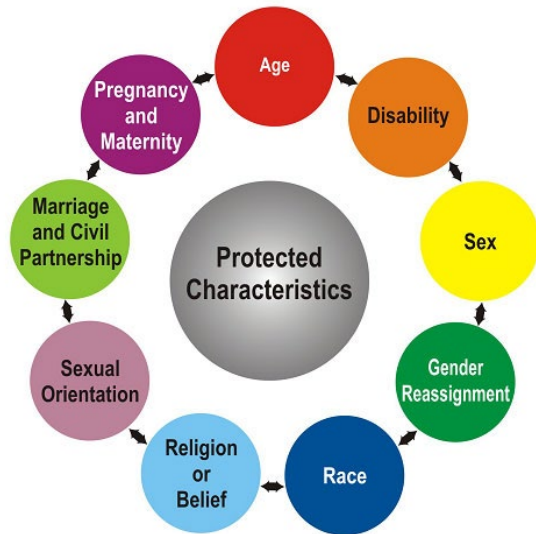 Age
Disability
Sex
Gender
Reassignment
Race
Religion
or
Belief
Sexual
Orientation
Marriage
and Civil
Partnership
Pregnancy
and
Maternity
Protected
Characteristics